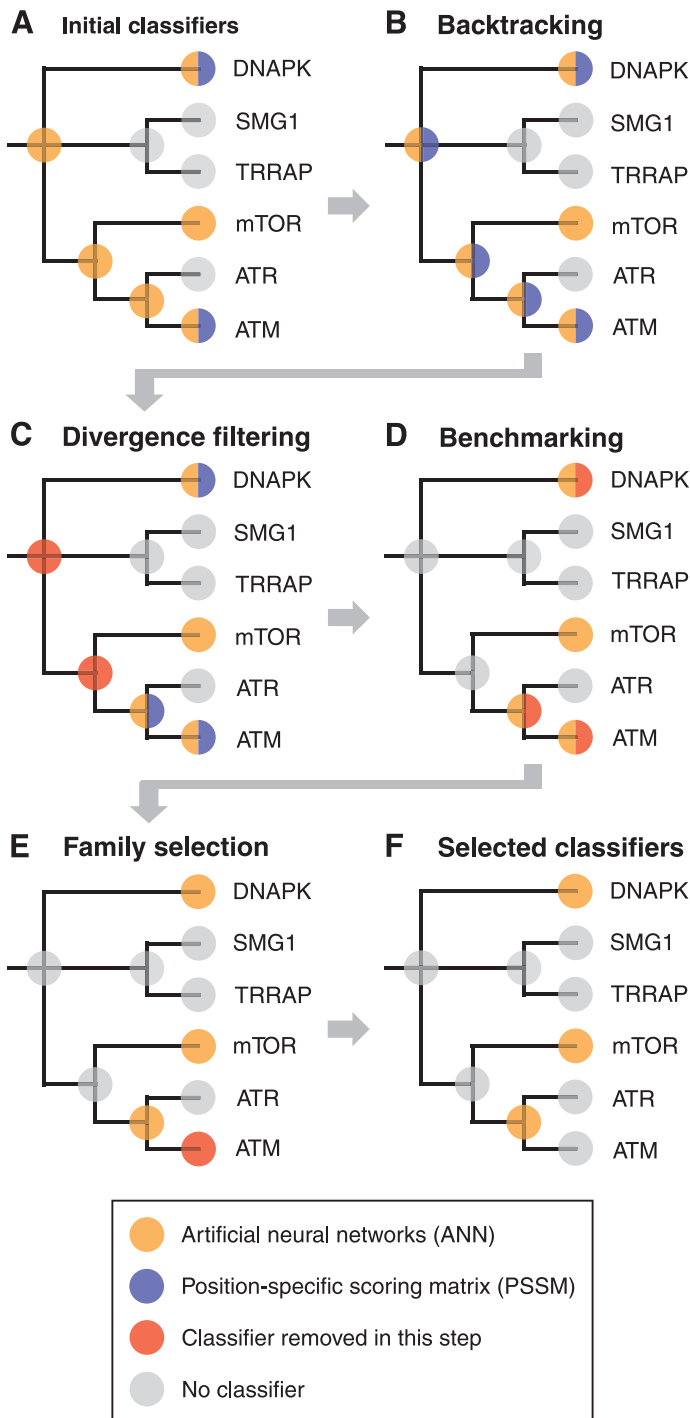 A Initial classifiers
DNAPK
SMG1
TRRAP
mTOR
ATR
ATM
B Backtracking
DNAPK
SMG1
TRRAP
mTOR
ATR
ATM
C Divergence filtering
DNAPK
SMG1
TRRAP
mTOR
ATR
ATM
D Benchmarking
DNAPK
SMG1
TRRAP
mTOR
ATR
ATM
E Family selection
DNAPK
SMG1
TRRAP
mTOR
ATR
ATM
F Selected classifiers
DNAPK
SMG1
TRRAP
mTOR
ATR
ATM
Artificial neural networks (ANN)
Position-specific scoring matrix (PSSM)
Classifier removed in this step
No classifier